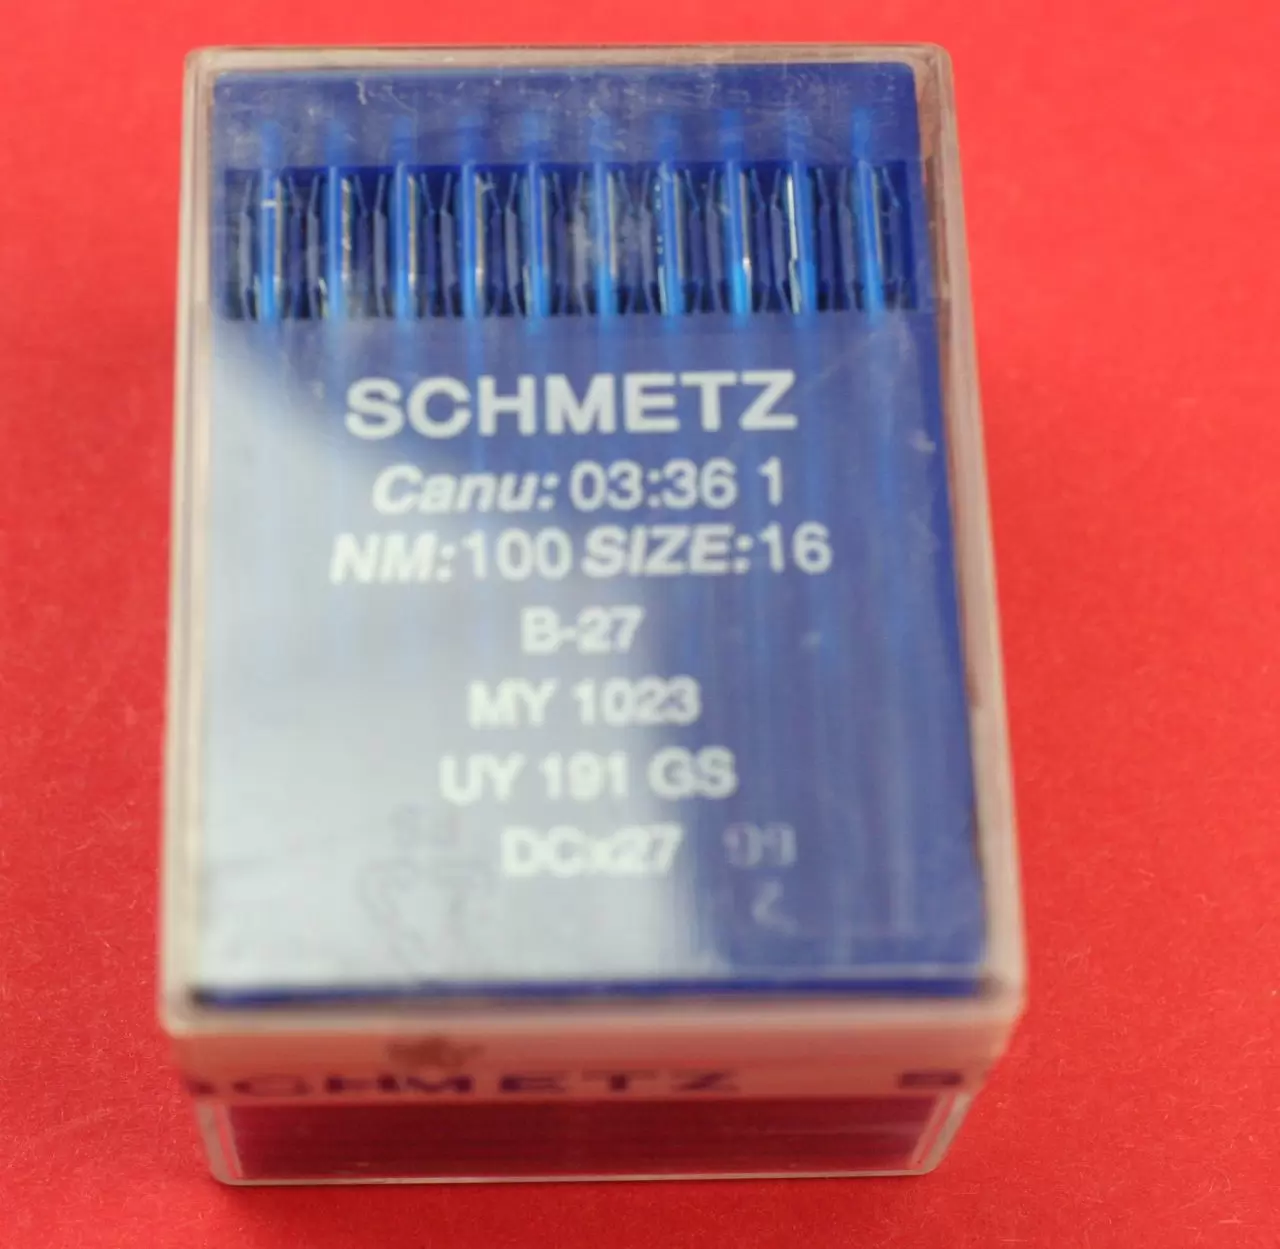 SCHMETZ
Canu: 03:36 1
NM:100 SIZE:16
B-27
MY 1023
UY 191 GS
DCx27
SCHMETZ S